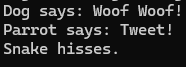 Dog says: Woof Woof!
Parrot says: Tweet!
Snake hisses.